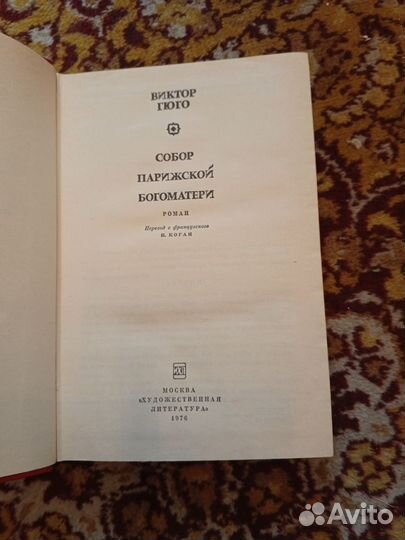 ВИКТОР
ГЮГО
СОБОР
ПАРИЖСКОЙ
БОГОМАТЕРИ
РОМАН
Перевод с французского
Н. КОГАН
МОСКВА
«ХУДОЖЕСТВЕННАЯ
ЛИТЕРАТУРА»
1976
Avito